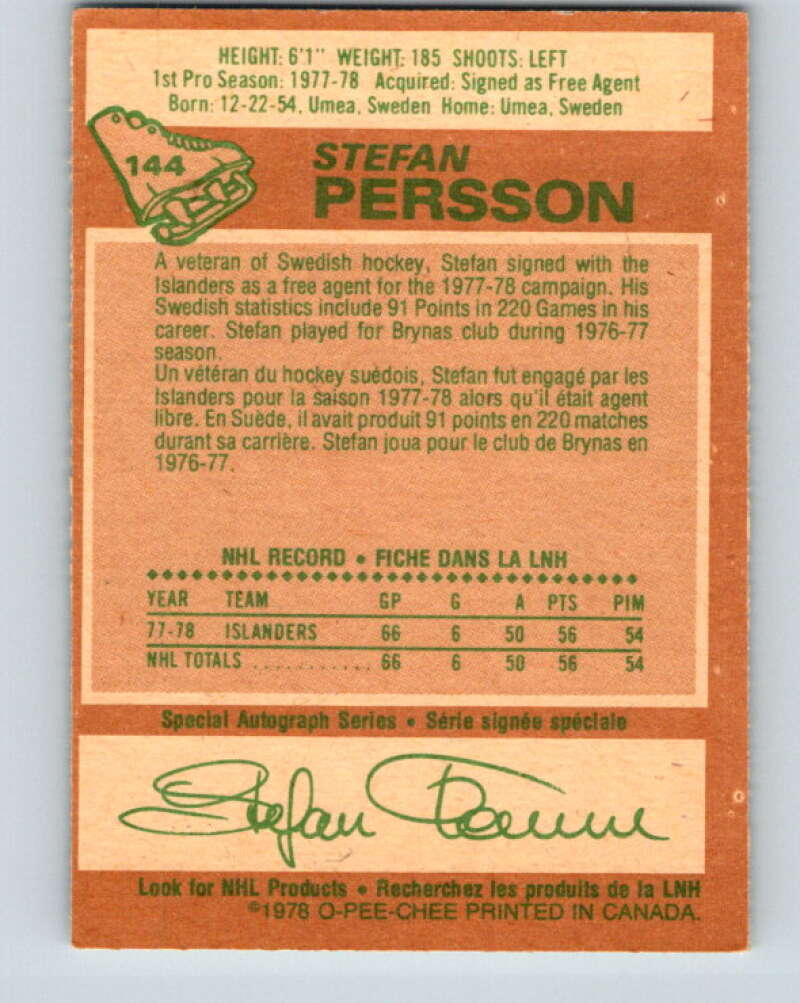 HEIGHT: 6'1" WEIGHT: 185 SHOOTS: LEFT
1st Pro Season: 1977-78 Acquired: Signed as Free Agent
Born: 12-22-54, Umea, Sweden Home: Umea, Sweden
144
STEFAN
PERSSON
A veteran of Swedish hockey, Stefan signed with the
Islanders as a free agent for the 1977-78 campaign. His
Swedish statistics include 91 Points in 220 Games in his
career. Stefan played for Brynas club during 1976-77
season.
Un vétéran du hockey suédois, Stefan fut engagé par les
Islanders pour la saison 1977-78 alors qu'il était agent
libre. En Suède, il avait produit 91 points en 220 matches
durant sa carrière. Stefan joua pour le club de Brynas en
1976-77.
NHL RECORD • FICHE DANS LA LNH
YEAR TEAM GP G A PTS PIM
77-78 ISLANDERS 66 6 50 56 54
NHL TOTALS ........... 66 6 50 56 54
Special Autograph Series • Série signée spéciale
Stefan Persson
Look for NHL Products • Recherchez les produits de la LNH
©1978 O-PEE-CHEE PRINTED IN CANADA.